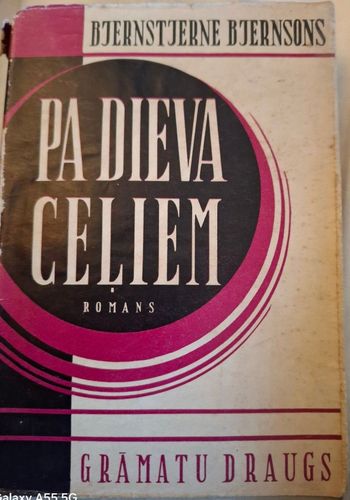 BJERNSTJERNE BJERNSONS
PA DIEVA
CEĻIEM
ROMANS
GRĀMATU DRAUGS
Galaxy A55 5G